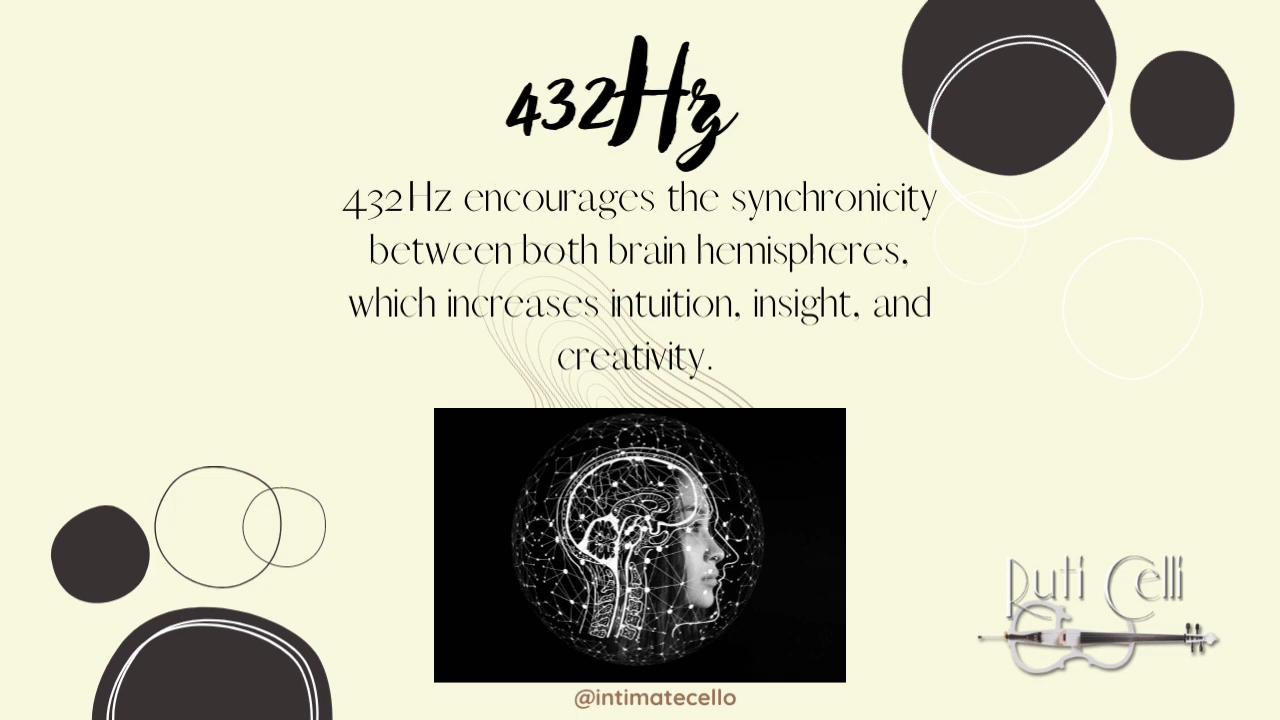 432Hz
432Hz encourages the synchronicity
between both brain hemispheres,
which increases intuition, insight, and
creativity.
Ruti Celli
@intimatecello